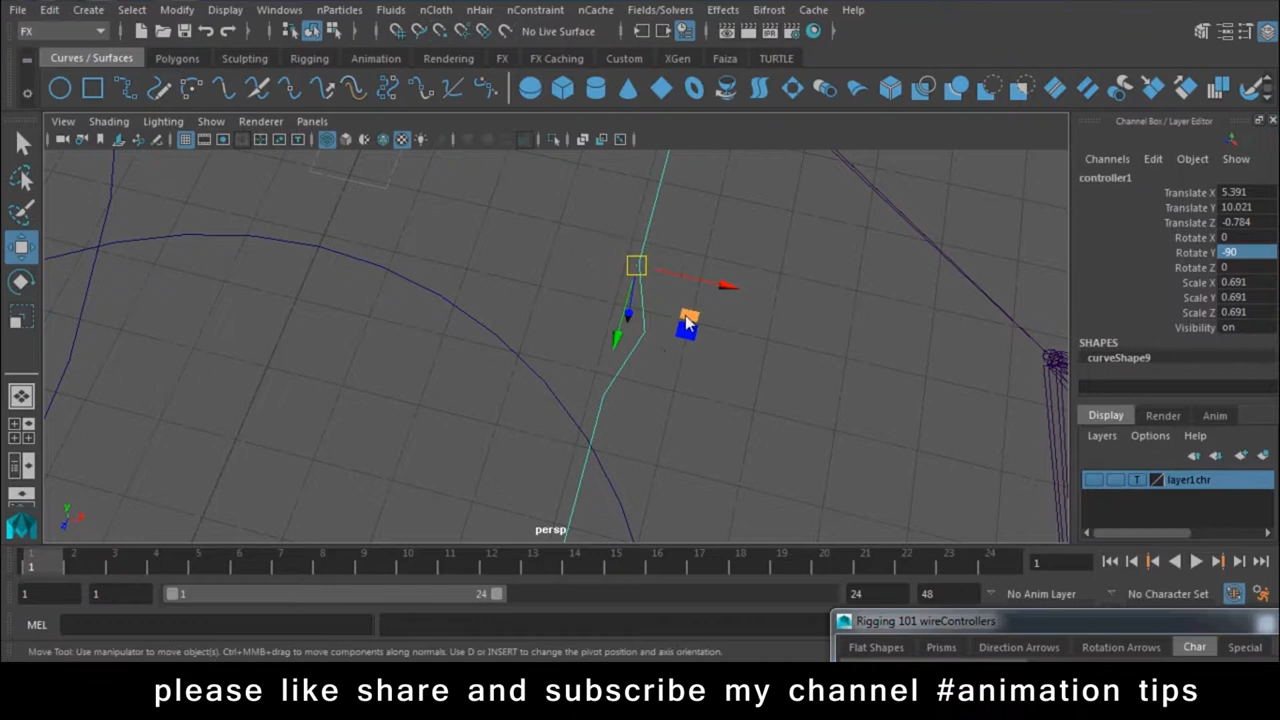 File Edit Create Select Modify Display Windows nParticles Fluids nCloth nHair nConstraint nCache Fields/Solvers Effects Bifrost Cache Help
FX No Live Surface
Curves / Surfaces Polygons Sculpting Rigging Animation Rendering FX FX Caching Custom XGen Faiza TURTLE
View Shading Lighting Show Renderer Panels
Channel Box / Layer Editor
Channels Edit Object Show
controller1
Translate X 5.391
Translate Y 10.021
Translate Z -0.784
Rotate X 0
Rotate Y -90
Rotate Z 0
Scale X 0.691
Scale Y 0.691
Scale Z 0.691
Visibility on
SHAPES
curveShape9
Display Render Anim
Layers Options Help
T layer1chr
y
x
z
persp
1 2 3 4 5 6 7 8 9 10 11 12 13 14 15 16 17 18 19 20 21 22 23 24
1 1
1 1 1 24 24 48 No Anim Layer No Character Set
MEL
Rigging 101 wireControllers
Flat Shapes Prisms Direction Arrows Rotation Arrows Char Special
Move Tool: Use manipulator to move object(s). Ctrl+MMB+drag to move components along normals. Use D or INSERT to change the pivot position and axis orientation.
please like share and subscribe my channel #animation tips